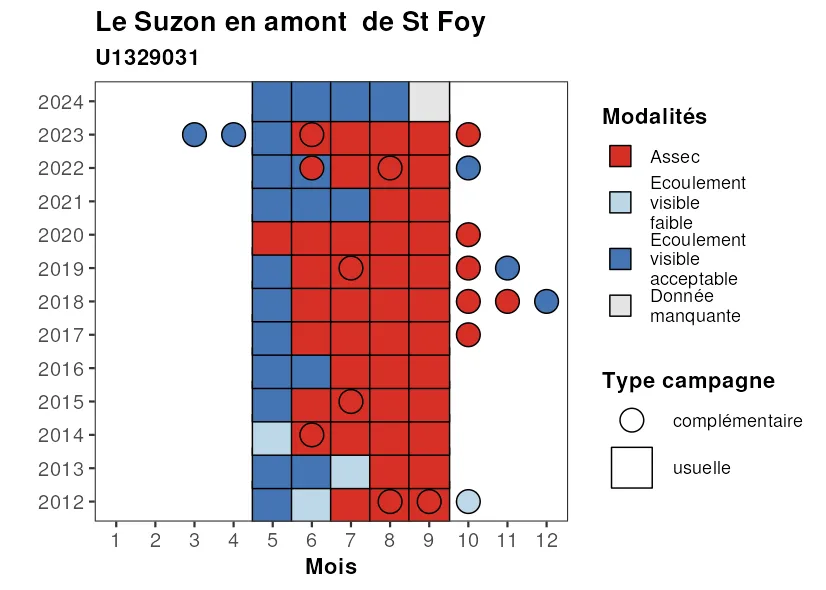 Le Suzon en amont  de St Foy
U1329031
2024
2023
2022
2021
2020
2019
2018
2017
2016
2015
2014
2013
2012
1 2 3 4 5 6 7 8 9 10 11 12
Mois
Modalités
Assec
Ecoulement
visible
faible
Ecoulement
visible
acceptable
Donnée
manquante
Type campagne
complémentaire
usuelle